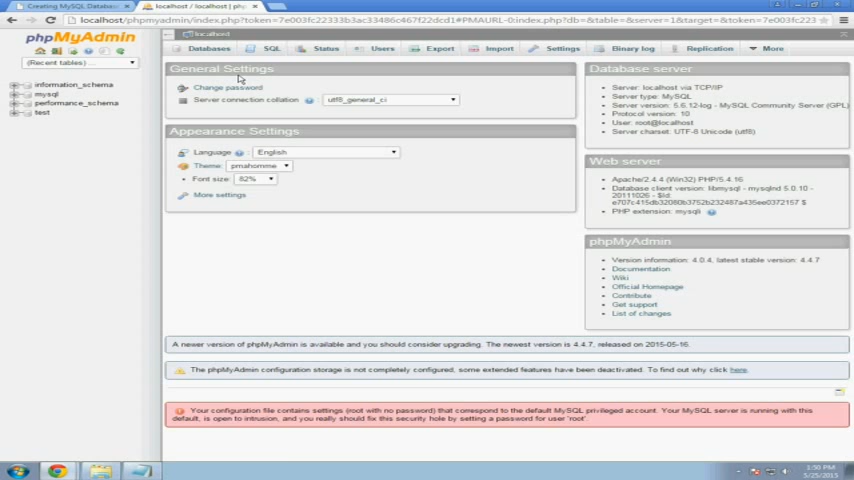 Creating MySQL Databas
localhost / localhost | php
localhost/phpmyadmin/index.php?token=7e003c22333b3ac33486c467f22dcd1#PMAURL-0:index.php?db=&table=&server=1&target=&token=7e003c223
phpMyAdmin
(Recent tables) ...
information_schema
mysql
performance_schema
test
localhost
Databases SQL Status Users Export Import Settings Binary log Replication More
General Settings
Change password
Server connection collation : utf8_general_ci
Appearance Settings
Language : English
Theme: pmahomme
Font size: 82%
More settings
Database server
Server: localhost via TCP/IP
Server type: MySQL
Server version: 5.6.12-log - MySQL Community Server (GPL)
Protocol version: 10
User: root@localhost
Server charset: UTF-8 Unicode (utf8)
Web server
Apache/2.4.4 (Win32) PHP/5.4.16
Database client version: libmysql - mysqlnd 5.0.10 -
20111026 - $Id:
e707c415db32080b3752b232487a435ee0372157 $
PHP extension: mysqli
phpMyAdmin
Version information: 4.0.4, latest stable version: 4.4.7
Documentation
Wiki
Official Homepage
Contribute
Get support
List of changes
A newer version of phpMyAdmin is available and you should consider upgrading. The newest version is 4.4.7, released on 2015-05-16.
The phpMyAdmin configuration storage is not completely configured, some extended features have been deactivated. To find out why click here.
Your configuration file contains settings (root with no password) that correspond to the default MySQL privileged account. Your MySQL server is running with this
default, is open to intrusion, and you really should fix this security hole by setting a password for user 'root'.
1:50 PM
5/25/2015